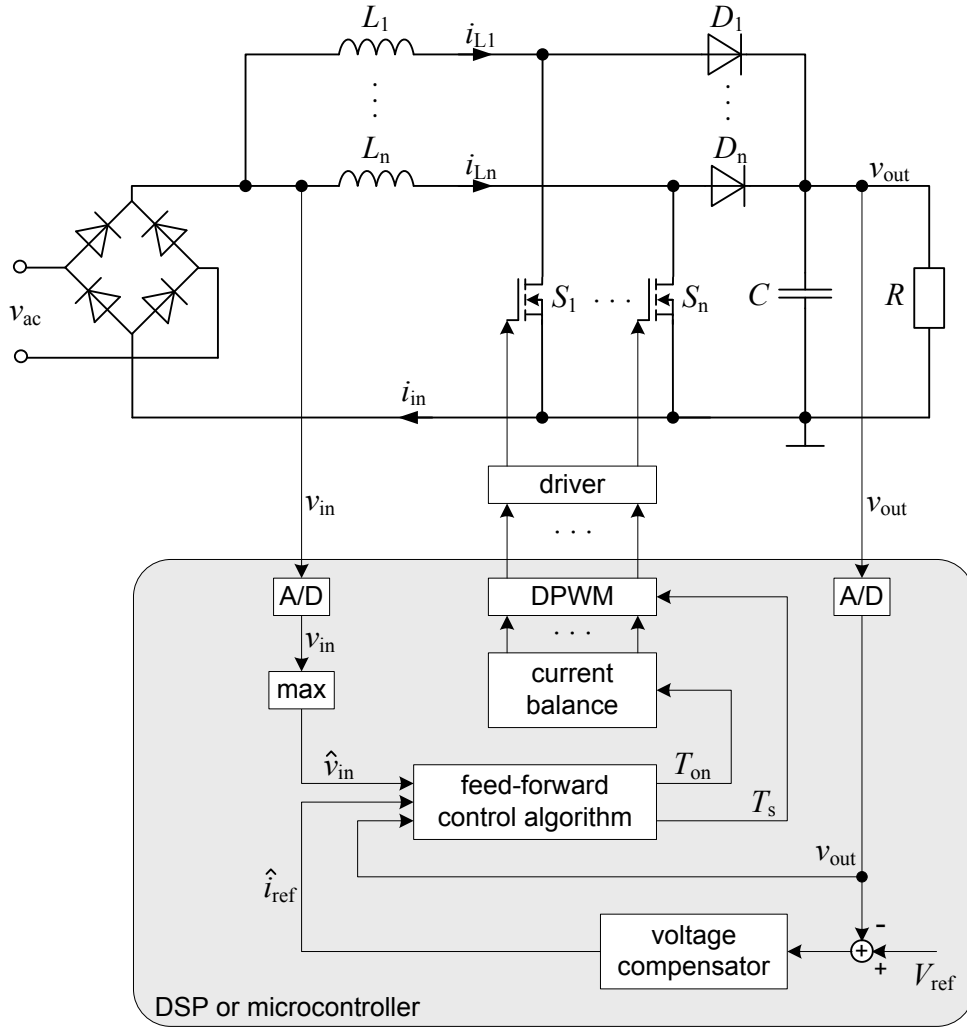 L1
iL1
D1
. . .
. . .
Ln
iLn
Dn
vout
vac
S1 . . . Sn
C
R
iin
driver
vin
vout
. . .
A/D
DPWM
A/D
vin
. . .
max
current
balance
v̂in
feed-forward
control algorithm
Ton
Ts
vout
îref
voltage
compensator
-
+
+
Vref
DSP or microcontroller